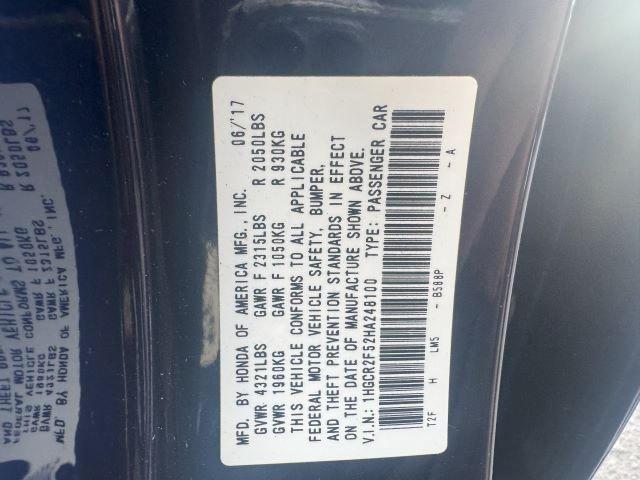 MFD. BY HONDA OF AMERICA MFG., INC. 06/'17
GVWR 4321LBS GAWR F 2315LBS R 2050LBS
GVWR 1960KG GAWR F 1050KG R 930KG
THIS VEHICLE CONFORMS TO ALL APPLICABLE
FEDERAL MOTOR VEHICLE SAFETY, BUMPER,
AND THEFT PREVENTION STANDARDS IN EFFECT
ON THE DATE OF MANUFACTURE SHOWN ABOVE.
V.I.N.: 1HGCR2F52HA248100 TYPE: PASSENGER CAR
T2F H LM5 - B588P - Z - A